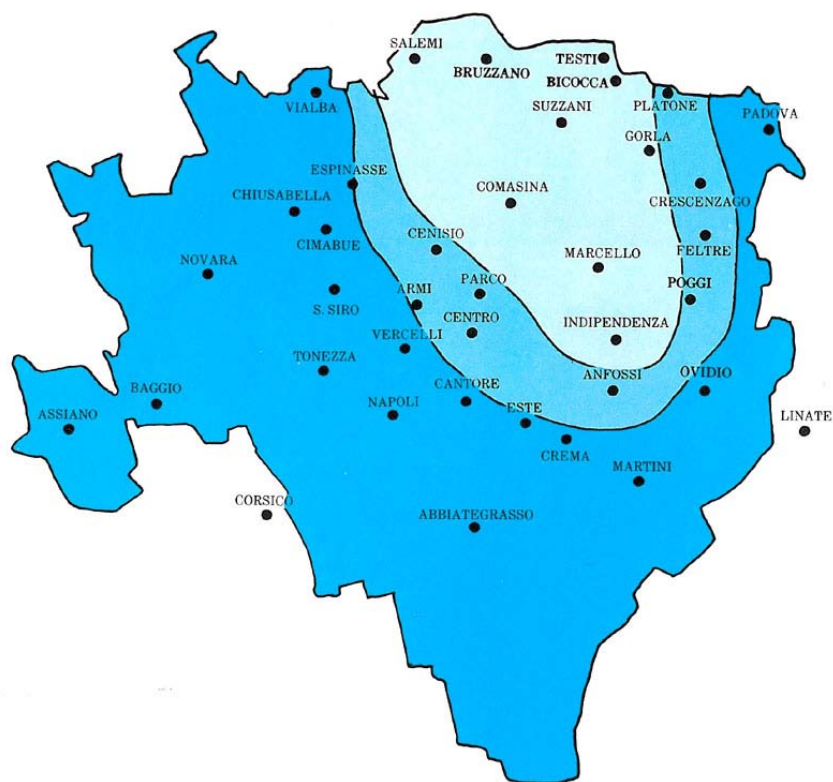 SALEMI
BRUZZANO
TESTI
BICOCCA
VIALBA
SUZZANI
PLATONE
PADOVA
GORLA
ESPINASSE
CHIUSABELLA
COMASINA
CRESCENZAGO
CIMABUE
CENISIO
FELTRE
NOVARA
MARCELLO
S. SIRO
ARMI
PARCO
POGGI
CENTRO
INDIPENDENZA
VERCELLI
TONEZZA
BAGGIO
CANTORE
ANFOSSI
OVIDIO
ASSIANO
NAPOLI
ESTE
LINATE
CREMA
MARTINI
CORSICO
ABBIATEGRASSO